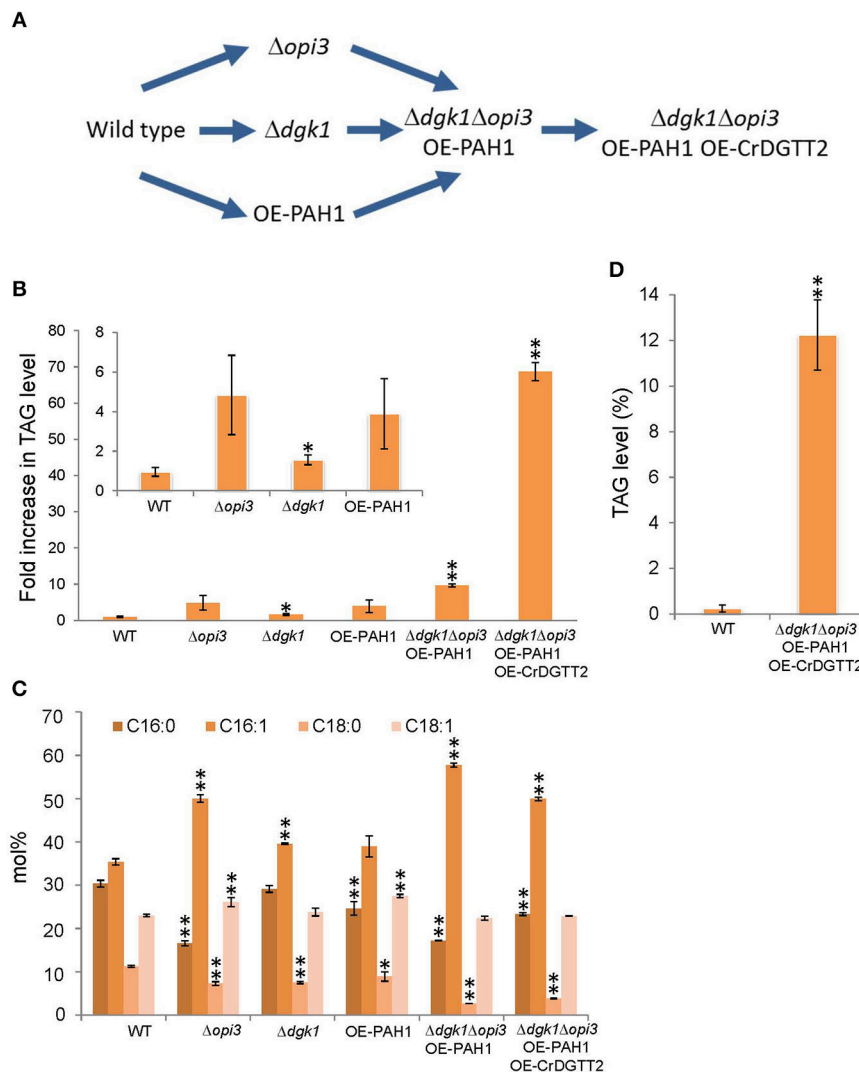 A
Δopi3
Wild type
Δdgk1
Δdgk1Δopi3
OE-PAH1
Δdgk1Δopi3
OE-PAH1 OE-CrDGTT2
OE-PAH1
B
Fold increase in TAG level
80
70
60
50
40
30
20
10
0
8
6
4
2
0
WT
Δopi3
Δdgk1
OE-PAH1
*
*
**
**
WT
Δopi3
Δdgk1
OE-PAH1
Δdgk1Δopi3
OE-PAH1
Δdgk1Δopi3
OE-PAH1
OE-CrDGTT2
D
TAG level (%)
14
12
10
8
6
4
2
0
**
WT
Δdgk1Δopi3
OE-PAH1
OE-CrDGTT2
C
mol%
70
60
50
40
30
20
10
0
C16:0 C16:1 C18:0 C18:1
** ** ** **
** **
** * **
** ** **
** ** **
WT
Δopi3
Δdgk1
OE-PAH1
Δdgk1Δopi3
OE-PAH1
Δdgk1Δopi3
OE-PAH1
OE-CrDGTT2